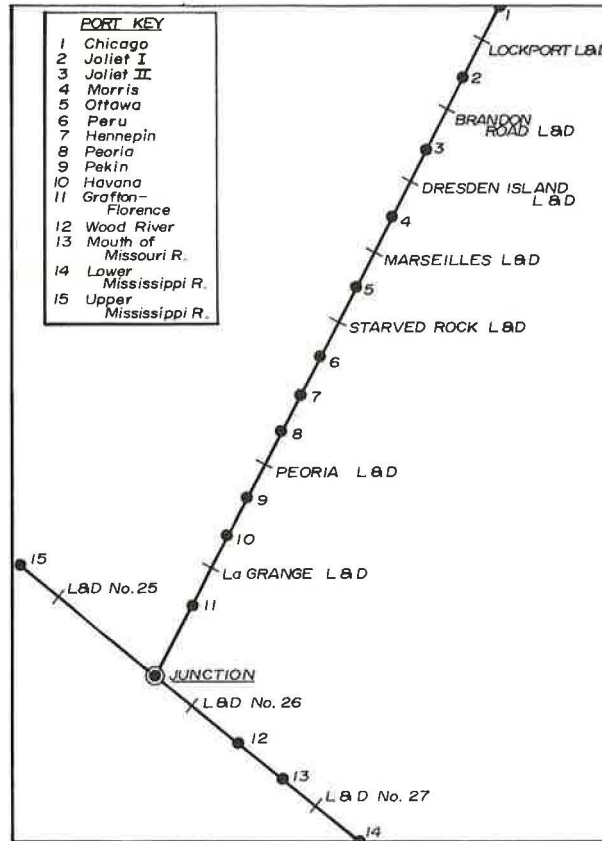 PORT KEY
1 Chicago
2 Joliet I
3 Joliet II
4 Morris
5 Ottawa
6 Peru
7 Hennepin
8 Peoria
9 Pekin
10 Havana
11 Grafton-
Florence
12 Wood River
13 Mouth of
Missouri R.
14 Lower
Mississippi R.
15 Upper
Mississippi R.
1
LOCKPORT L&D
2
BRANDON
ROAD L&D
3
DRESDEN ISLAND
L&D
4
MARSEILLES L&D
5
STARVED ROCK L&D
6
7
8
PEORIA L&D
9
10
La GRANGE L&D
11
15
L&D No. 25
JUNCTION
L&D No. 26
12
13
L&D No. 27
14